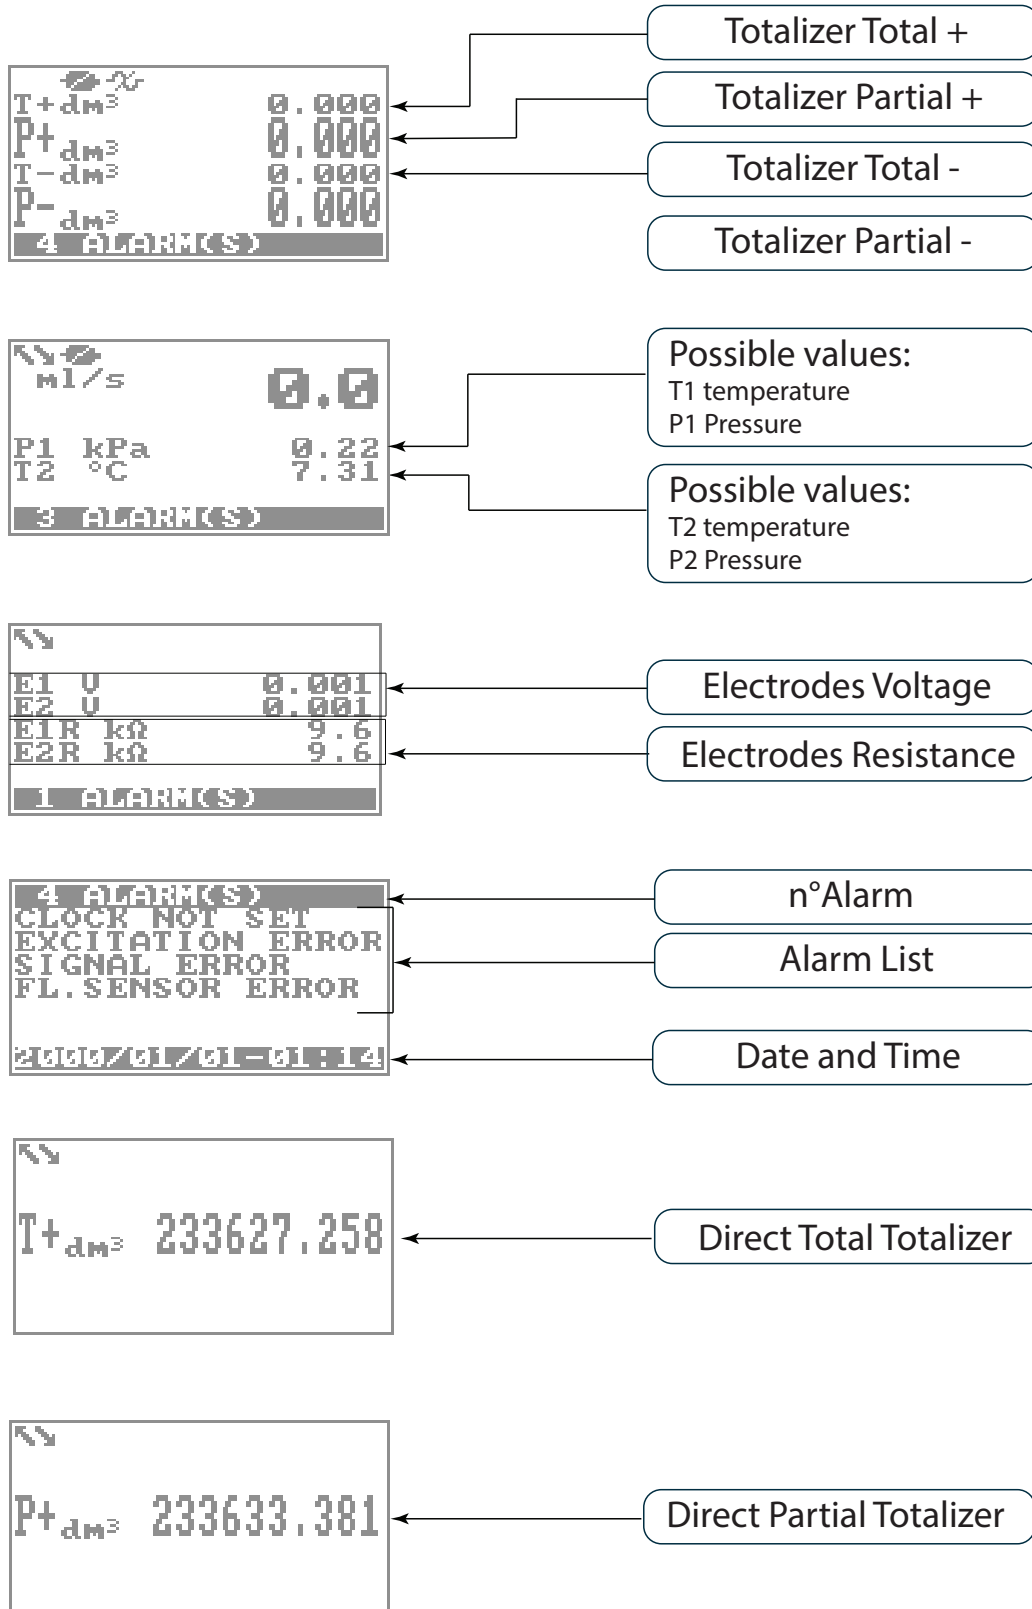 Totalizer Total +
T+dm³ 0.000
Totalizer Partial +
P+dm³ 0.000
Totalizer Total -
T-dm³ 0.000
Totalizer Partial -
P-dm³ 0.000
4 ALARM(S)
ml/s 0.0
Possible values:
T1 temperature
P1 Pressure
P1 kPa 0.22
T2 °C 7.31
Possible values:
T2 temperature
P2 Pressure
3 ALARM(S)
E1 V 0.001
E2 V 0.001
Electrodes Voltage
E1R kΩ 9.6
E2R kΩ 9.6
Electrodes Resistance
1 ALARM(S)
4 ALARM(S)
n°Alarm
CLOCK NOT SET
EXCITATION ERROR
SIGNAL ERROR
FL.SENSOR ERROR
Alarm List
2000/01/01-01:14
Date and Time
T+dm³ 233627.258
Direct Total Totalizer
P+dm³ 233633.381
Direct Partial Totalizer